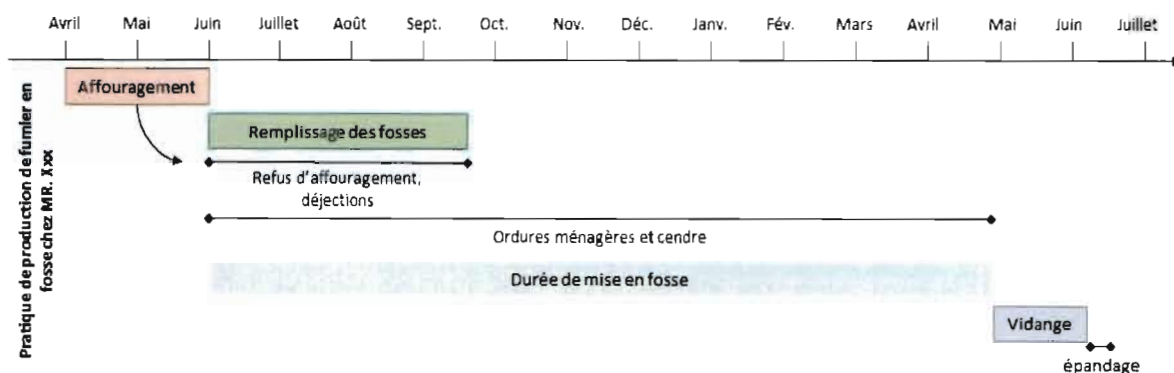 Avril Mai Juin Juillet Août Sept. Oct. Nov. Déc. Janv. Fév. Mars Avril Mai Juin Juillet
Pratique de production de fumier en
fosse chez MR. Xxx
Affouragement
Remplissage des fosses
Refus d'affouragement,
déjections
Ordures ménagères et cendre
Durée de mise en fosse
Vidange
épandage